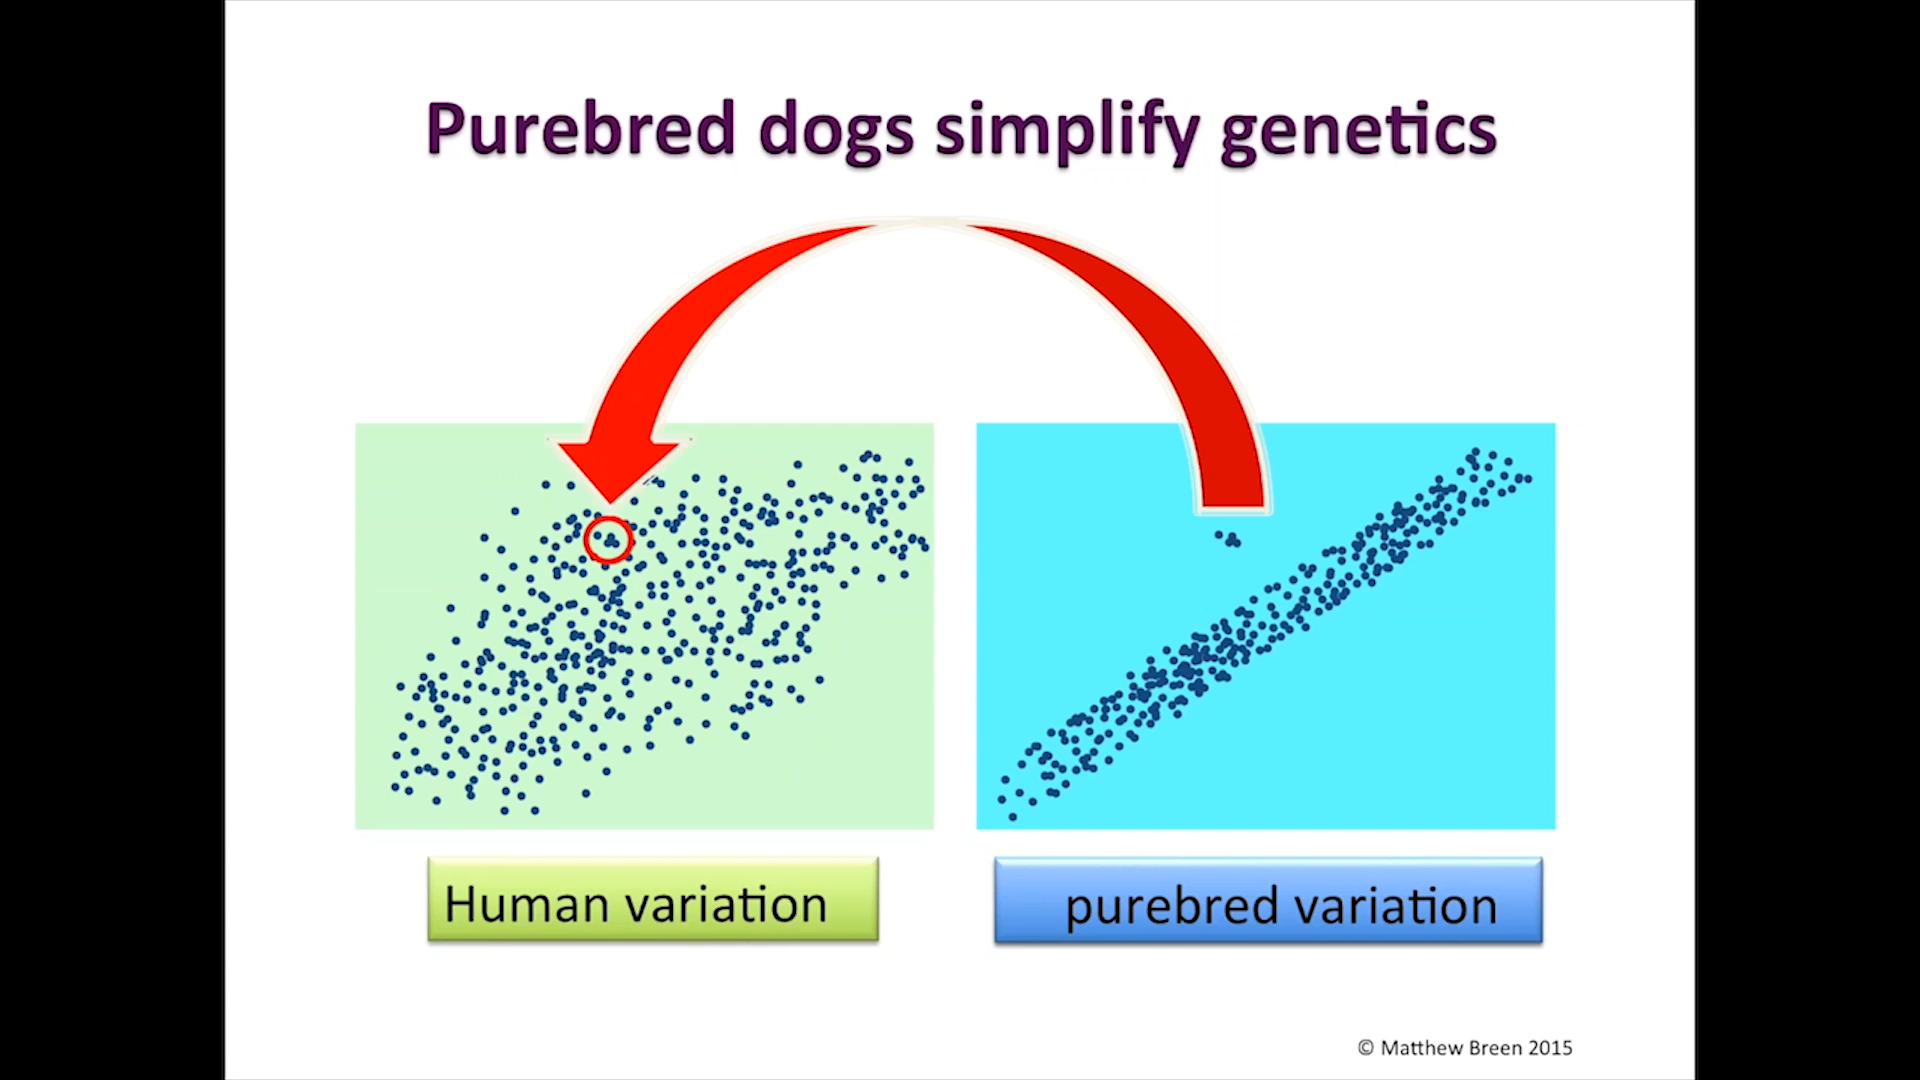 Purebred dogs simplify genetics
Human variation
purebred variation
© Matthew Breen 2015